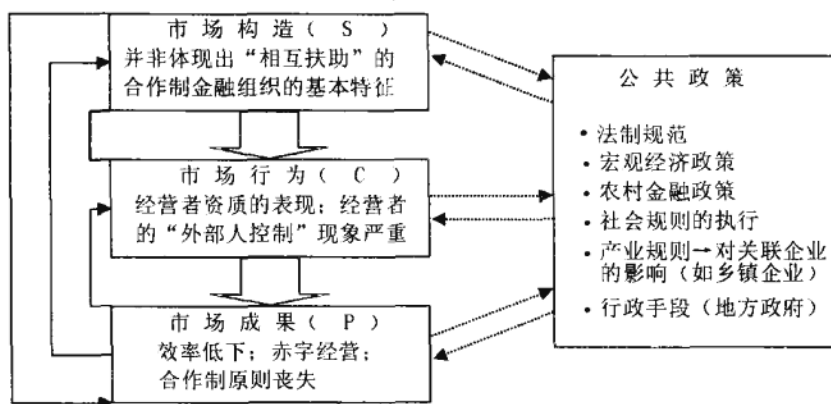 市场构造（S）
并非体现出“相互扶助”的
合作制金融组织的基本特征
市场行为（C）
经营者资质的表现；经营者
的“外部人控制”现象严重
市场成果（P）
效率低下；赤字经营；
合作制原则丧失
公共政策
• 法制规范
• 宏观经济政策
• 农村金融政策
• 社会规则的执行
• 产业规则→对关联企业
的影响（如乡镇企业）
• 行政手段（地方政府）